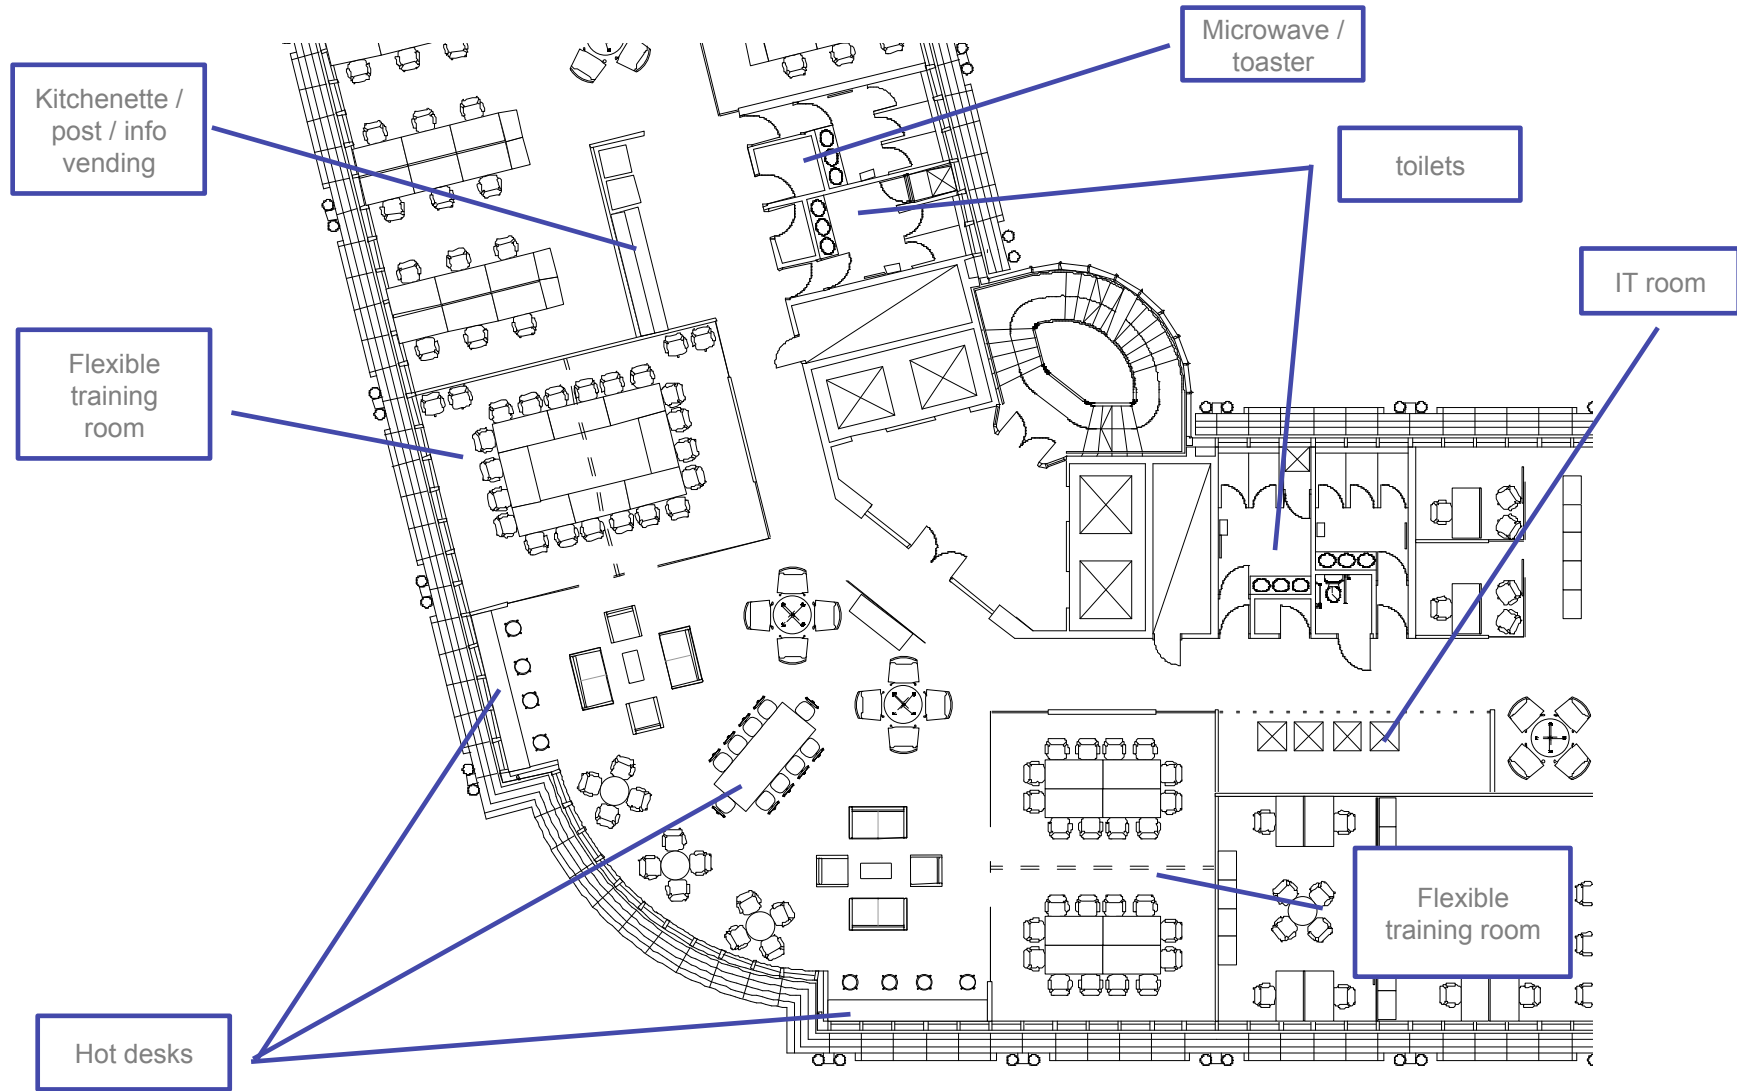 Microwave /
toaster
Kitchenette /
post / info
vending
toilets
IT room
Flexible
training
room
Flexible
training room
Hot desks